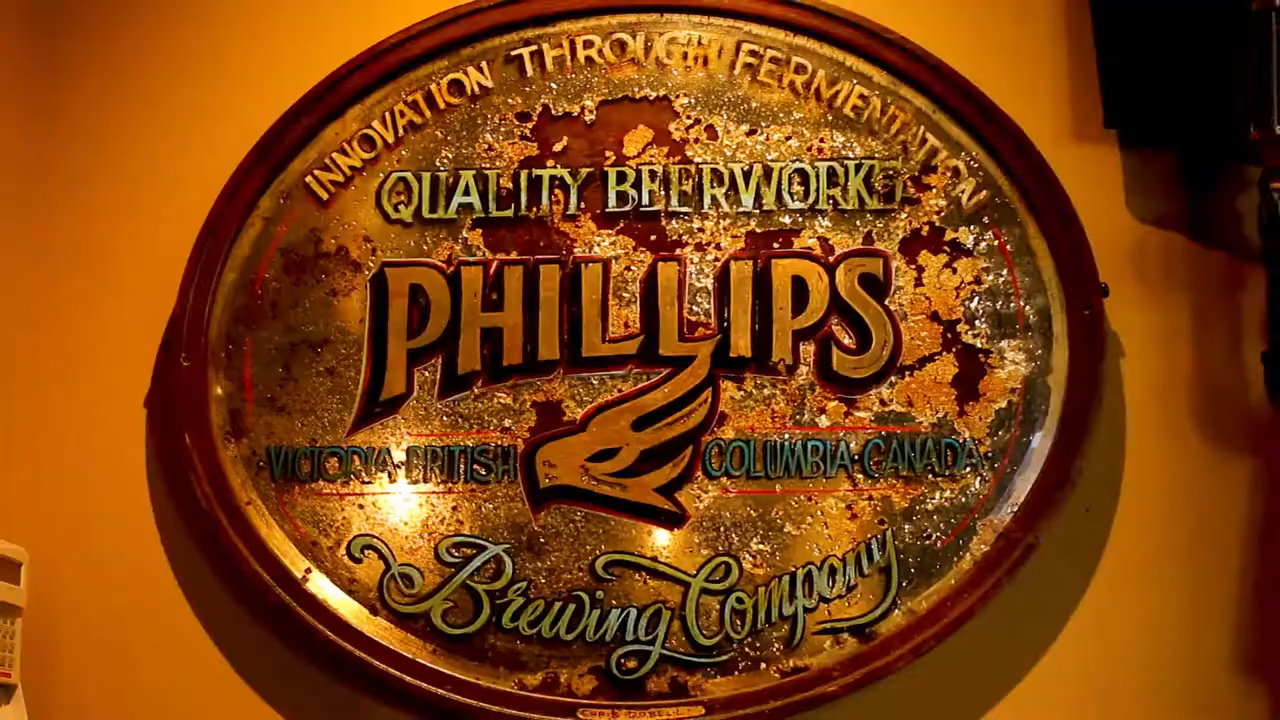 INNOVATION THROUGH FERMENTATION
QUALITY BEERWORKS
PHILLIPS
VICTORIA·BRITISH COLUMBIA·CANADA
Brewing Company